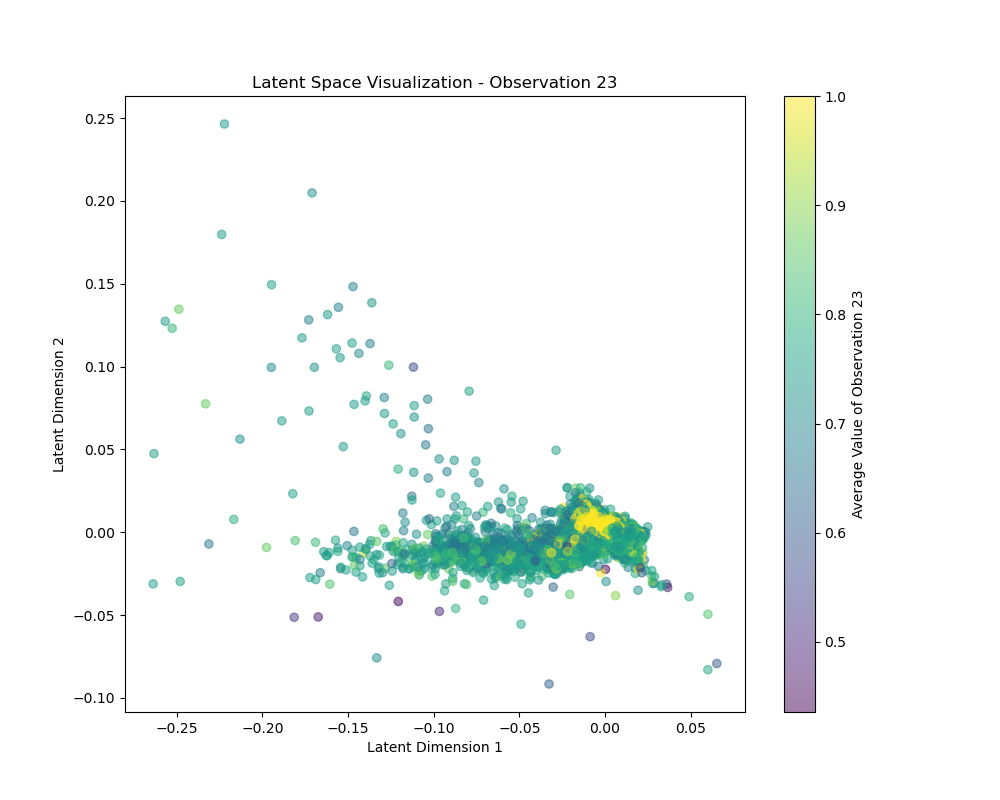 Latent Space Visualization - Observation 23
Latent Dimension 2
0.25
0.20
0.15
0.10
0.05
0.00
−0.05
−0.10
−0.25 −0.20 −0.15 −0.10 −0.05 0.00 0.05
Latent Dimension 1
1.0
0.9
0.8
0.7
0.6
0.5
Average Value of Observation 23